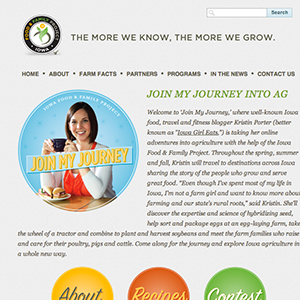 FOOD & FAMILY PROJECT
IOWA
Search
THE MORE WE KNOW, THE MORE WE GROW.
HOME • ABOUT • FARM FACTS • PARTNERS • PROGRAMS • IN THE NEWS • CONTACT US
IOWA FOOD & FAMILY PROJECT
JOIN MY JOURNEY
JOIN MY JOURNEY INTO AG
Welcome to 'Join My Journey,' where well-known Iowa
food, travel and fitness blogger Kristin Porter (better
known as "Iowa Girl Eats,") is taking her online
adventures into agriculture with the help of the Iowa
Food & Family Project. Throughout the spring, summer
and fall, Kristin will travel to destinations across Iowa
sharing the story of the people who grow and serve
great food. "Even though I've spent most of my life in
Iowa, I'm not a farm girl and want to know more about
farming and our state's rural roots," said Kristin. She'll
discover the expertise and science of hybridizing seed,
help sort and package eggs at an egg-laying farm, take
the wheel of a tractor and combine to plant and harvest soybeans and meet the farm families who raise
and care for their poultry, pigs and cattle. Come along for the journey and explore Iowa agriculture in
a whole new way.
About
Recipes
Contest